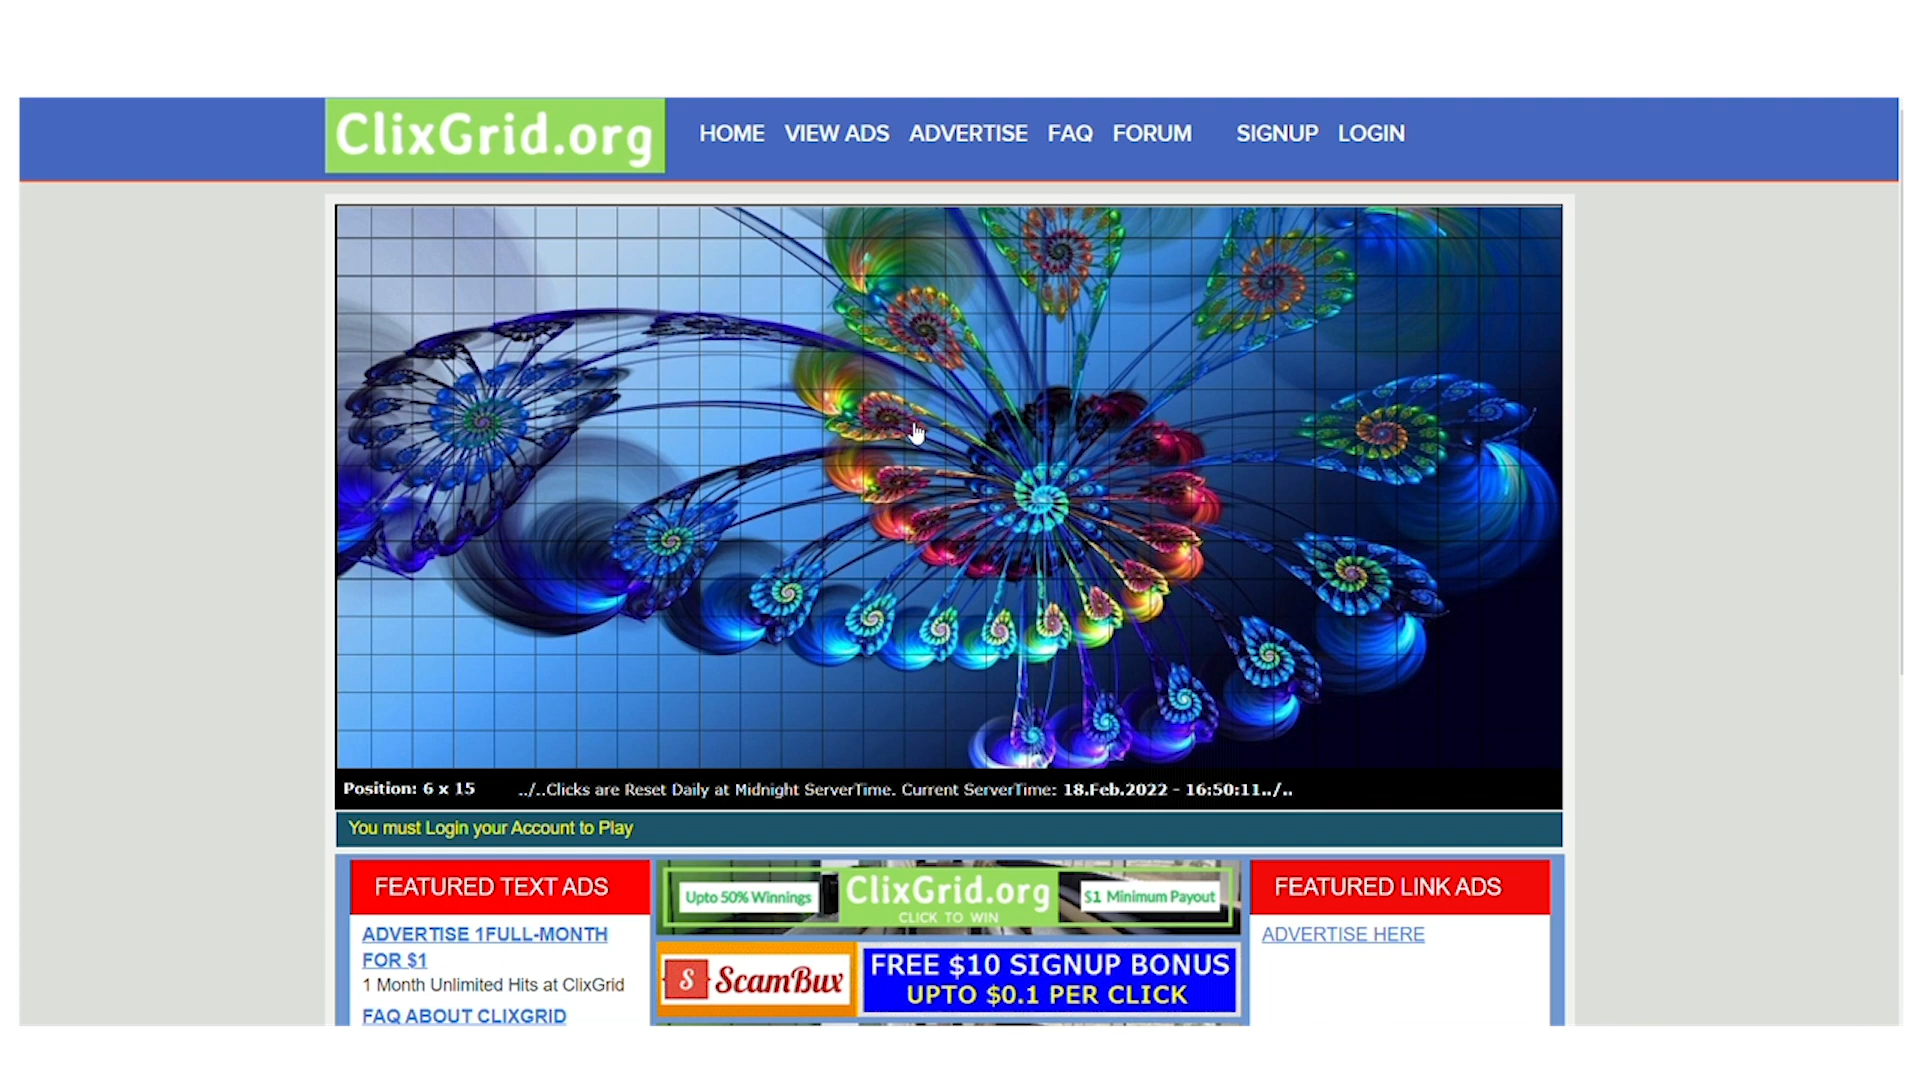 ClixGrid.org
HOME VIEW ADS ADVERTISE FAQ FORUM SIGNUP LOGIN
Position: 6 x 15 ../..Clicks are Reset Daily at Midnight ServerTime. Current ServerTime: 18.Feb.2022 - 16:50:11../..
You must Login your Account to Play
FEATURED TEXT ADS
ADVERTISE 1FULL-MONTH
FOR $1
1 Month Unlimited Hits at ClixGrid
FAQ ABOUT CLIXGRID
Upto 50% Winnings
ClixGrid.org
CLICK TO WIN
$1 Minimum Payout
S ScamBux
FREE $10 SIGNUP BONUS
UPTO $0.1 PER CLICK
FEATURED LINK ADS
ADVERTISE HERE